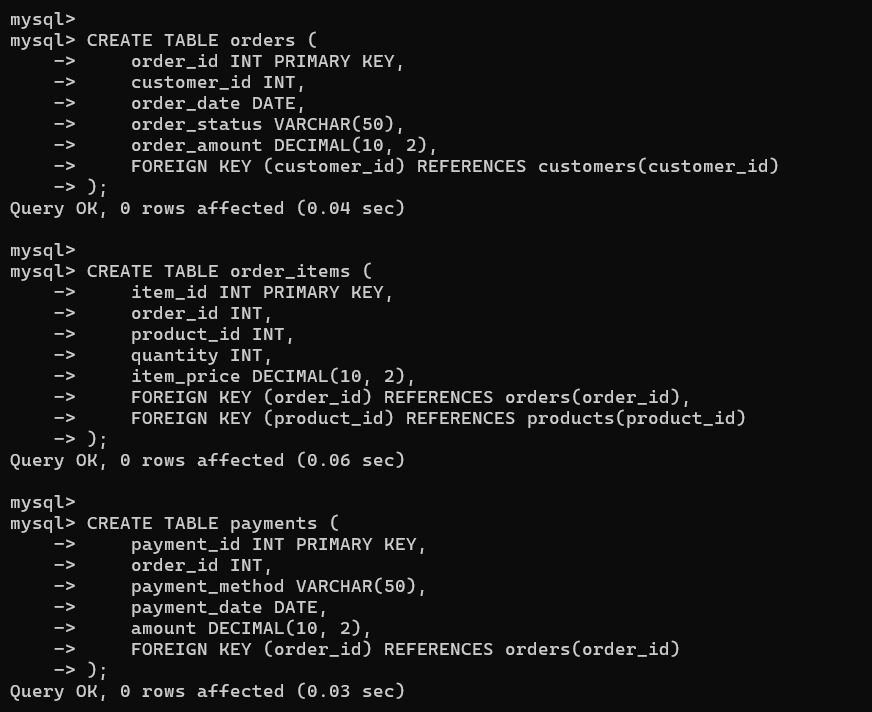 mysql>
mysql> CREATE TABLE orders (
    ->     order_id INT PRIMARY KEY,
    ->     customer_id INT,
    ->     order_date DATE,
    ->     order_status VARCHAR(50),
    ->     order_amount DECIMAL(10, 2),
    ->     FOREIGN KEY (customer_id) REFERENCES customers(customer_id)
    -> );
Query OK, 0 rows affected (0.04 sec)

mysql>
mysql> CREATE TABLE order_items (
    ->     item_id INT PRIMARY KEY,
    ->     order_id INT,
    ->     product_id INT,
    ->     quantity INT,
    ->     item_price DECIMAL(10, 2),
    ->     FOREIGN KEY (order_id) REFERENCES orders(order_id),
    ->     FOREIGN KEY (product_id) REFERENCES products(product_id)
    -> );
Query OK, 0 rows affected (0.06 sec)

mysql>
mysql> CREATE TABLE payments (
    ->     payment_id INT PRIMARY KEY,
    ->     order_id INT,
    ->     payment_method VARCHAR(50),
    ->     payment_date DATE,
    ->     amount DECIMAL(10, 2),
    ->     FOREIGN KEY (order_id) REFERENCES orders(order_id)
    -> );
Query OK, 0 rows affected (0.03 sec)